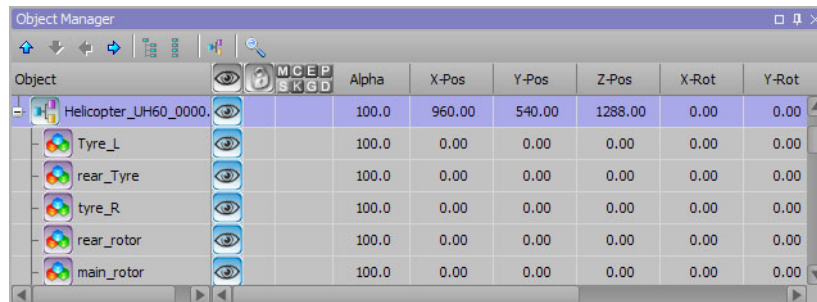 Object Manager
Object M C E P S K G D Alpha X-Pos Y-Pos Z-Pos X-Rot Y-Rot
Helicopter_UH60_0000. 100.0 960.00 540.00 1288.00 0.00 0.00
Tyre_L 100.0 0.00 0.00 0.00 0.00 0.00
rear_Tyre 100.0 0.00 0.00 0.00 0.00 0.00
tyre_R 100.0 0.00 0.00 0.00 0.00 0.00
rear_rotor 100.0 0.00 0.00 0.00 0.00 0.00
main_rotor 100.0 0.00 0.00 0.00 0.00 0.00